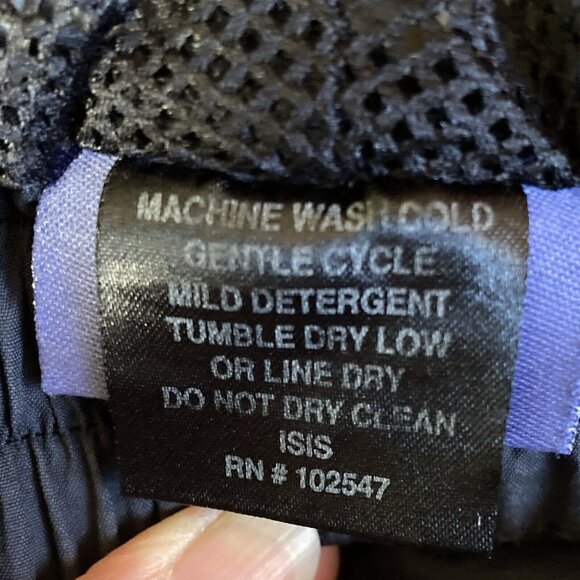 MACHINE WASH COLD
GENTLE CYCLE
MILD DETERGENT
TUMBLE DRY LOW
OR LINE DRY
DO NOT DRY CLEAN
ISIS
RN # 102547